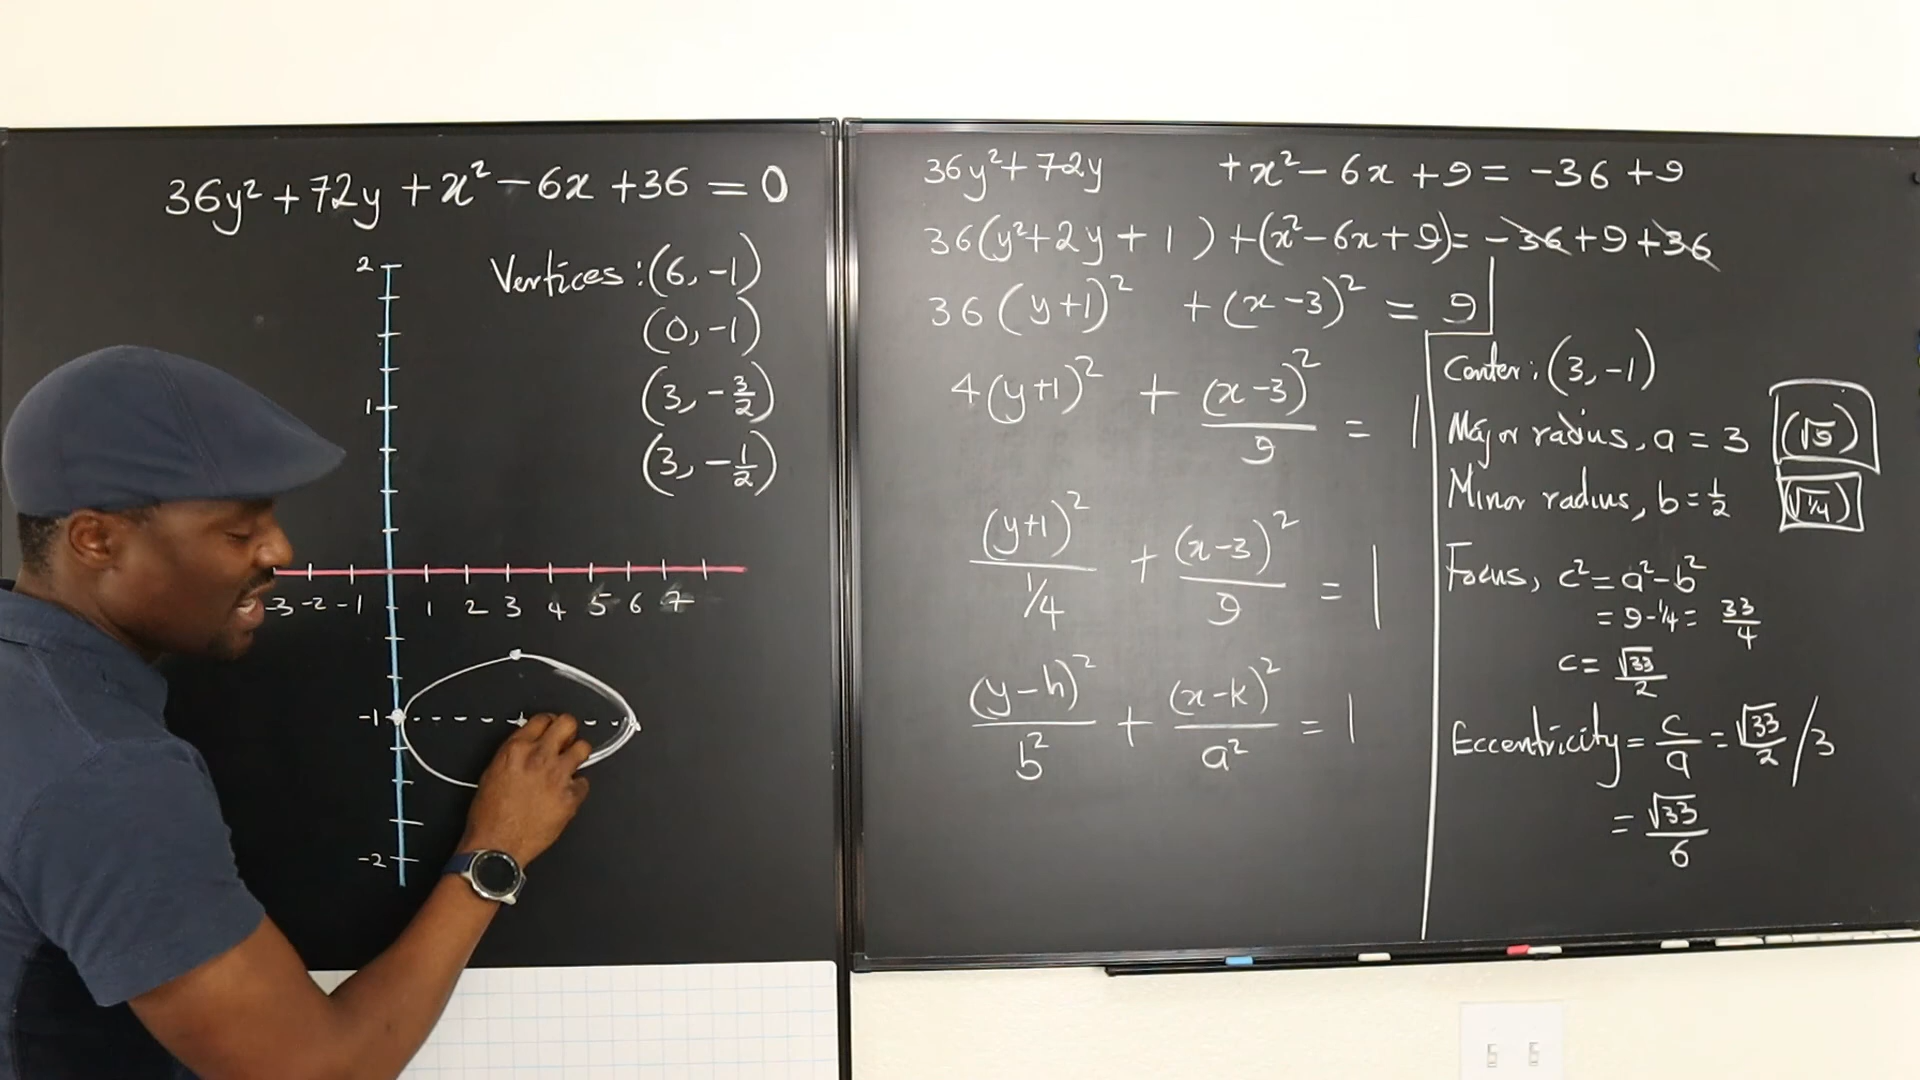 36y²+72y+x²-6x+36=0
Vertices:(6,-1)
(0,-1)
(3,-3/2)
(3,-1/2)
2
1
-3 -2 -1 1 2 3 4 5 6 7
-1
-2
36y²+72y +x²-6x+9=-36+9
36(y²+2y+1)+(x²-6x+9)=-36+9+36
36(y+1)² +(x-3)² = 9
4(y+1)² + (x-3)²/9 = 1
(y+1)²/¼ + (x-3)²/9 = 1
(y-h)²/b² + (x-k)²/a² = 1
Center:(3,-1)
Major radius, a = 3 (√9)
Minor radius, b=½ (√¼)
Focus, c²=a²-b²
=9-¼= 33/4
c= √33/2
Eccentricity= c/a = √33/2 /3
= √33/6